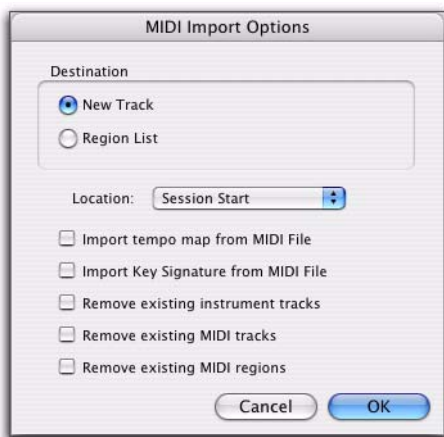 MIDI Import Options
Destination
New Track
Region List
Location: Session Start
Import tempo map from MIDI File
Import Key Signature from MIDI File
Remove existing instrument tracks
Remove existing MIDI tracks
Remove existing MIDI regions
Cancel OK